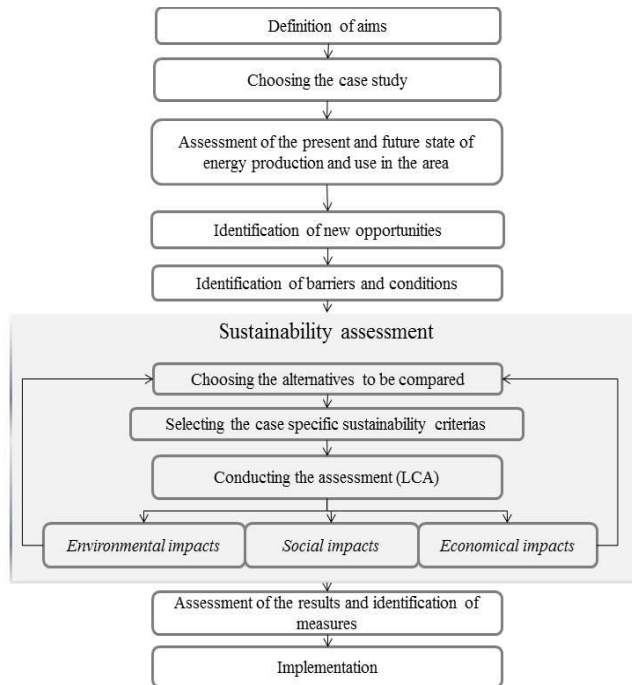 Definition of aims
Choosing the case study
Assessment of the present and future state of
energy production and use in the area
Identification of new opportunities
Identification of barriers and conditions
Sustainability assessment
Choosing the alternatives to be compared
Selecting the case specific sustainability criterias
Conducting the assessment (LCA)
Environmental impacts
Social impacts
Economical impacts
Assessment of the results and identification of
measures
Implementation